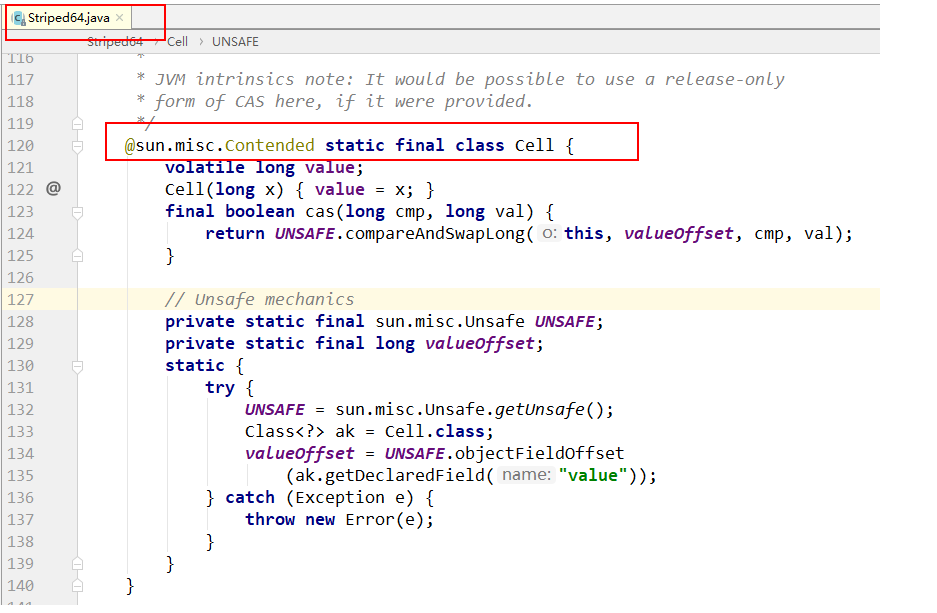 Striped64.java ×
Striped64 › Cell › UNSAFE
116 *
117 * JVM intrinsics note: It would be possible to use a release-only
118 * form of CAS here, if it were provided.
119 */
120 @sun.misc.Contended static final class Cell {
121 volatile long value;
122 @ Cell(long x) { value = x; }
123 final boolean cas(long cmp, long val) {
124 return UNSAFE.compareAndSwapLong( o: this, valueOffset, cmp, val);
125 }
126
127 // Unsafe mechanics
128 private static final sun.misc.Unsafe UNSAFE;
129 private static final long valueOffset;
130 static {
131 try {
132 UNSAFE = sun.misc.Unsafe.getUnsafe();
133 Class<?> ak = Cell.class;
134 valueOffset = UNSAFE.objectFieldOffset
135 (ak.getDeclaredField( name: "value"));
136 } catch (Exception e) {
137 throw new Error(e);
138 }
139 }
140 }